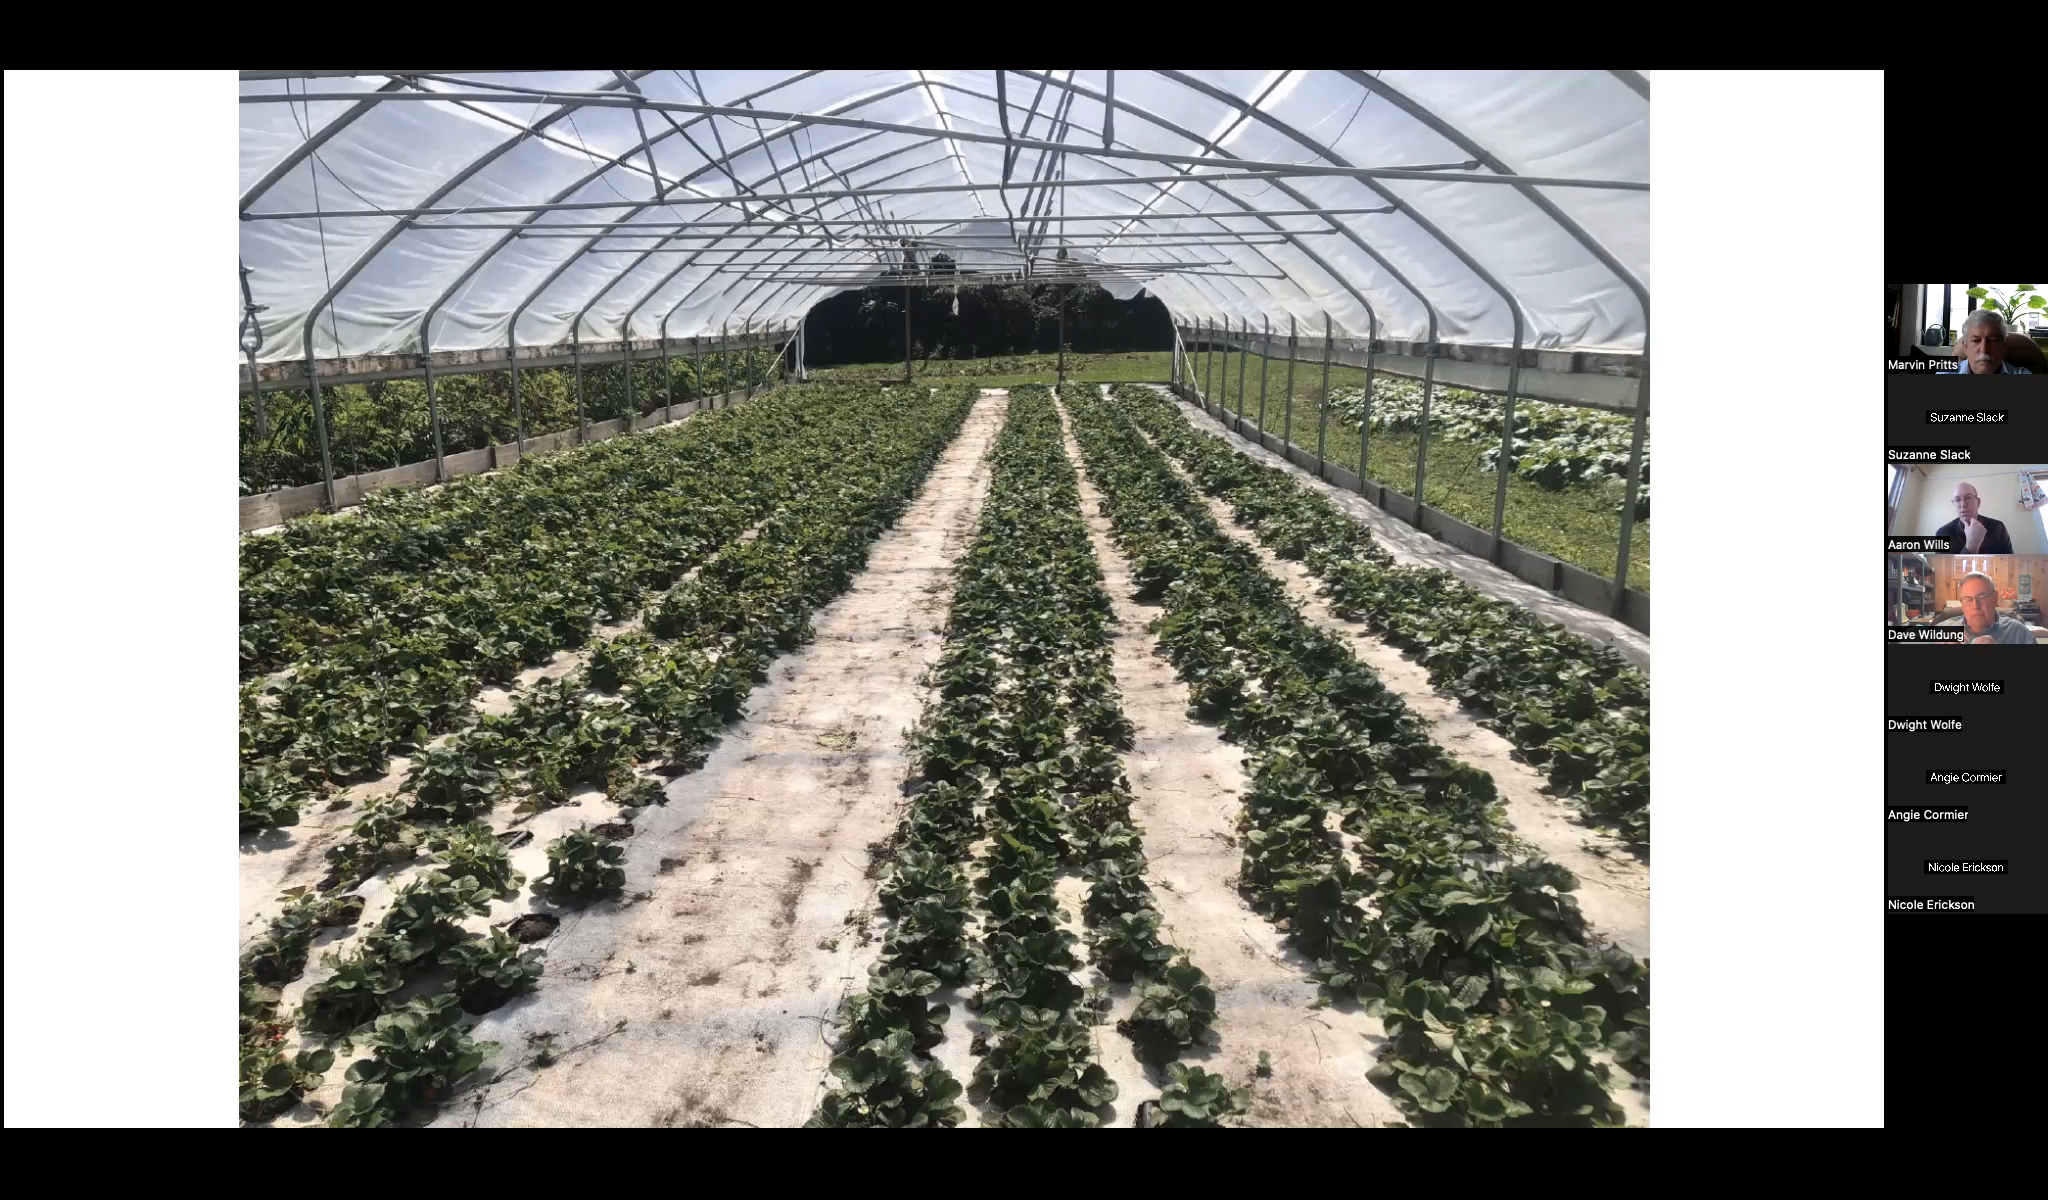 Marvin Pritts
Suzanne Slack
Suzanne Slack
Aaron Wills
Dave Wildung
Dwight Wolfe
Dwight Wolfe
Angie Cormier
Angie Cormier
Nicole Erickson
Nicole Erickson